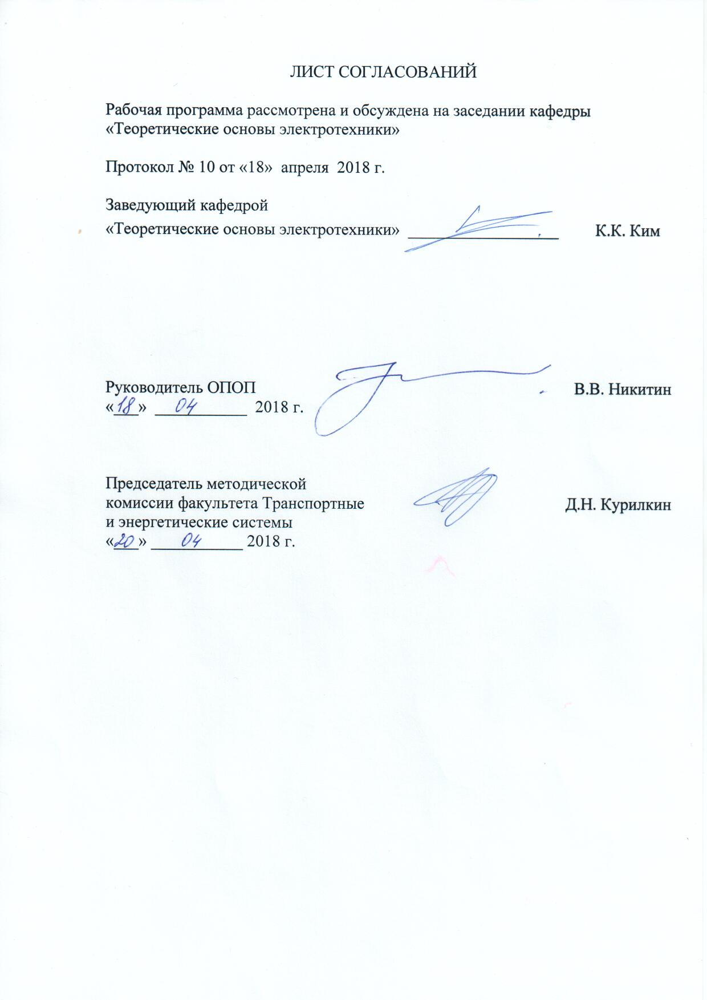 ЛИСТ СОГЛАСОВАНИЙ
Рабочая программа рассмотрена и обсуждена на заседании кафедры
«Теоретические основы электротехники»
Протокол № 10 от «18» апреля 2018 г.
Заведующий кафедрой
«Теоретические основы электротехники» __________________ К.К. Ким
Руководитель ОПОП В.В. Никитин
«18» 04 2018 г.
Председатель методической
комиссии факультета Транспортные Д.Н. Курилкин
и энергетические системы
«20» 04 2018 г.